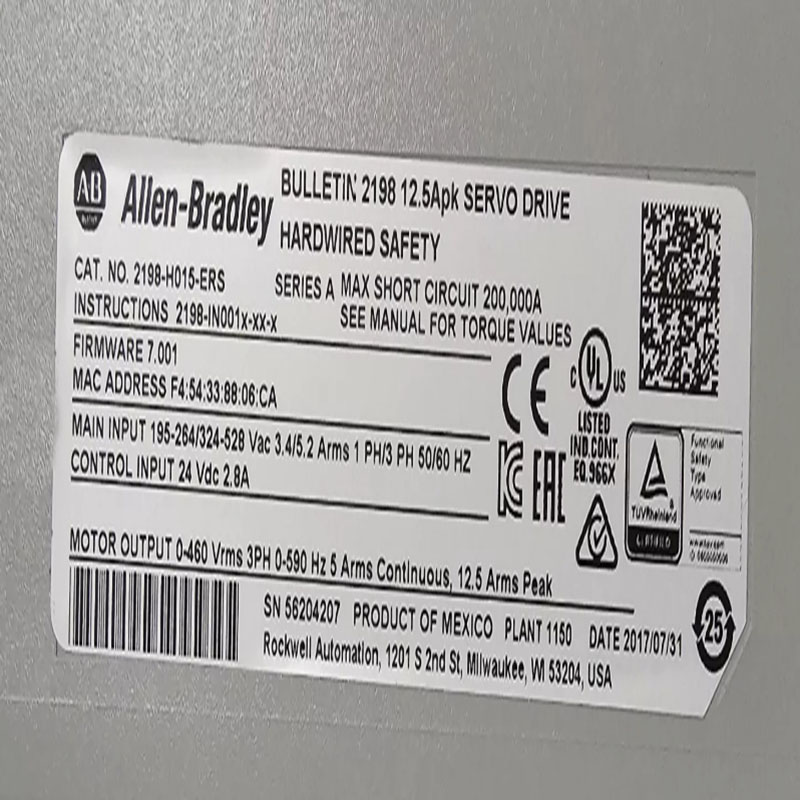 AB
Allen-Bradley
BULLETIN 2198 12.5Apk SERVO DRIVE
HARDWIRED SAFETY
CAT. NO. 2198-H015-ERS
SERIES A MAX SHORT CIRCUIT 200,000A
INSTRUCTIONS 2198-IN001x-xx-x
SEE MANUAL FOR TORQUE VALUES
FIRMWARE 7.001
MAC ADDRESS F4:54:33:88:06:CA
MAIN INPUT 195-264/324-528 Vac 3.4/5.2 Arms 1 PH/3 PH 50/60 HZ
CONTROL INPUT 24 Vdc 2.8A
CE
c UL US
LISTED
IND.CONT.
EQ.966X
EAC
TÜVRheinland
CERTIFIED
Functional
Safety
Type
Approved
MOTOR OUTPUT 0-460 Vrms 3PH 0-590 Hz 5 Arms Continuous, 12.5 Arms Peak
SN 56204207 PRODUCT OF MEXICO PLANT 1150 DATE 2017/07/31
Rockwell Automation, 1201 S 2nd St, Milwaukee, WI 53204, USA
25